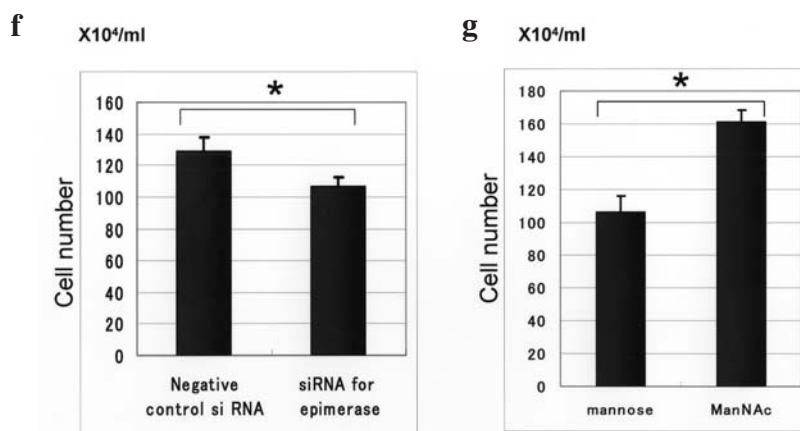 f
X10⁴/ml
*
160
140
120
100
80
60
40
20
0
Cell number
Negative
control si RNA
siRNA for
epimerase
g
X10⁴/ml
*
180
160
140
120
100
80
60
40
20
0
Cell number
mannose
ManNAc